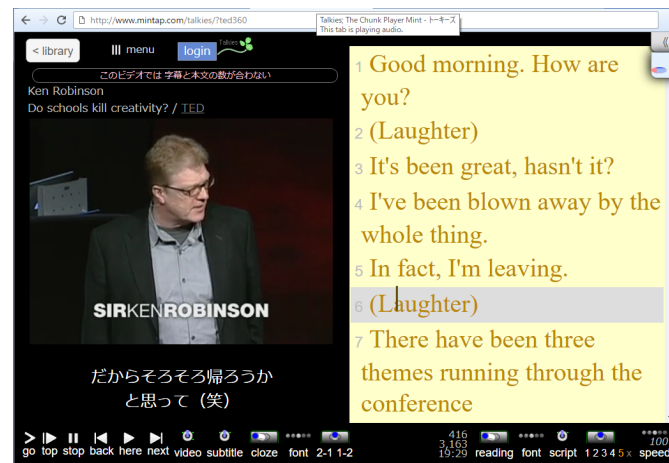 http://www.mintap.com/talkies/?ted360
Talkies; The Chunk Player Mint - トーキーズ
This tab is playing audio.
< library
menu
login
Talkies
このビデオでは 字幕と本文の数が合わない
Ken Robinson
Do schools kill creativity? / TED
SIRKENROBINSON
だからそろそろ帰ろうか
と思って（笑）
1 Good morning. How are
you?
2 (Laughter)
3 It's been great, hasn't it?
4 I've been blown away by the
whole thing.
5 In fact, I'm leaving.
6 (Laughter)
7 There have been three
themes running through the
conference
go top stop back here next video subtitle cloze font 2-1 1-2
416
3,163
19:29
reading font script 1 2 3 4 5 x speed
100